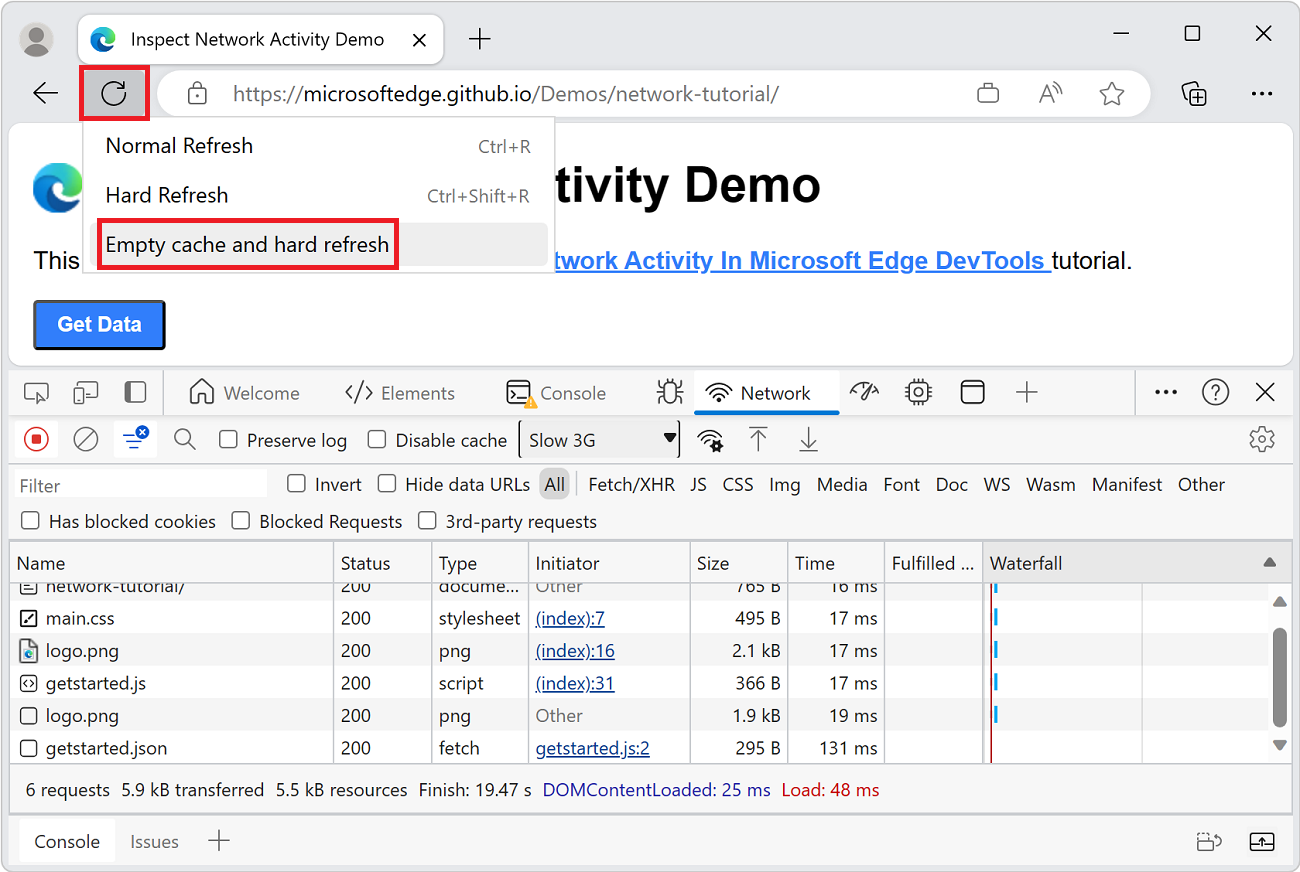 Inspect Network Activity Demo
https://microsoftedge.github.io/Demos/network-tutorial/
Normal Refresh Ctrl+R
Hard Refresh Ctrl+Shift+R
Empty cache and hard refresh
tivity Demo
This twork Activity In Microsoft Edge DevTools tutorial.
Get Data
Welcome Elements Console Network
Preserve log Disable cache Slow 3G
Filter Invert Hide data URLs All Fetch/XHR JS CSS Img Media Font Doc WS Wasm Manifest Other
Has blocked cookies Blocked Requests 3rd-party requests
Name Status Type Initiator Size Time Fulfilled ... Waterfall
network-tutorial/ 200 docume... Other 765 B 16 ms
main.css 200 stylesheet (index):7 495 B 17 ms
logo.png 200 png (index):16 2.1 kB 17 ms
getstarted.js 200 script (index):31 366 B 17 ms
logo.png 200 png Other 1.9 kB 19 ms
getstarted.json 200 fetch getstarted.js:2 295 B 131 ms
6 requests 5.9 kB transferred 5.5 kB resources Finish: 19.47 s DOMContentLoaded: 25 ms Load: 48 ms
Console Issues